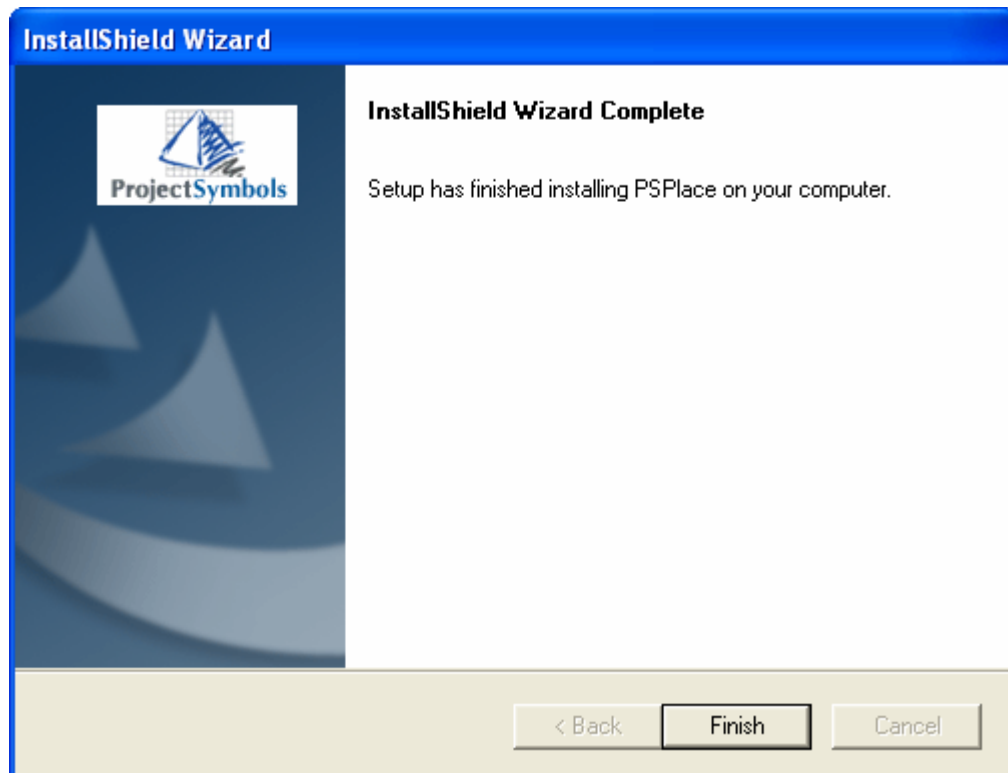 InstallShield Wizard
ProjectSymbols
InstallShield Wizard Complete
Setup has finished installing PSPlace on your computer.
< Back
Finish
Cancel